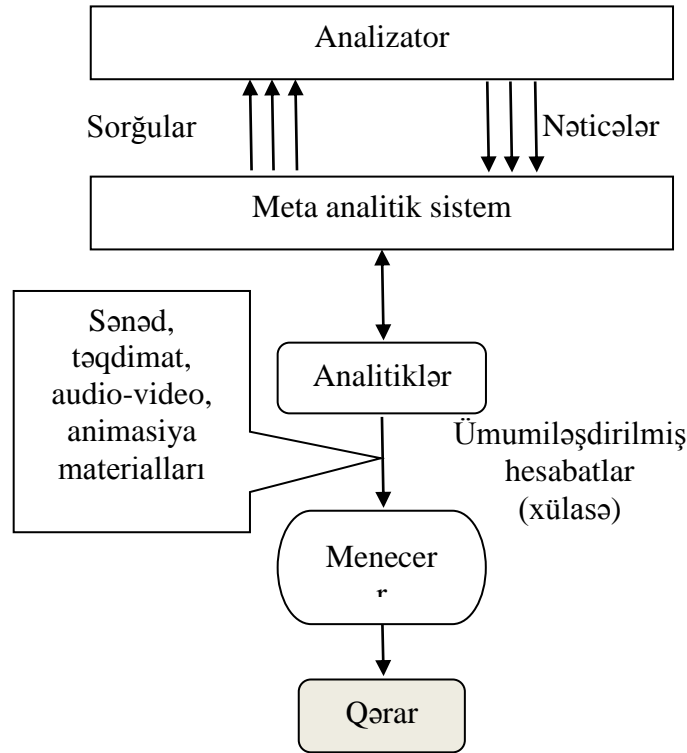 Analizator
Sorğular
Nəticələr
Meta analitik sistem
Sənəd,
təqdimat,
audio-video,
animasiya
materialları
Analitiklər
Ümumiləşdirilmiş
hesabatlar
(xülasə)
Menecer
r
Qərar